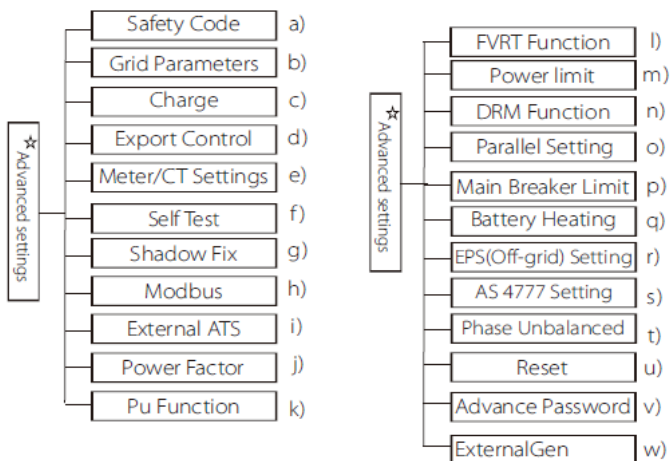 ☆ Advanced settings
Safety Code a)
Grid Parameters b)
Charge c)
Export Control d)
Meter/CT Settings e)
Self Test f)
Shadow Fix g)
Modbus h)
External ATS i)
Power Factor j)
Pu Function k)
☆ Advanced settings
FVRT Function l)
Power limit m)
DRM Function n)
Parallel Setting o)
Main Breaker Limit p)
Battery Heating q)
EPS(Off-grid) Setting r)
AS 4777 Setting s)
Phase Unbalanced t)
Reset u)
Advance Password v)
ExternalGen w)